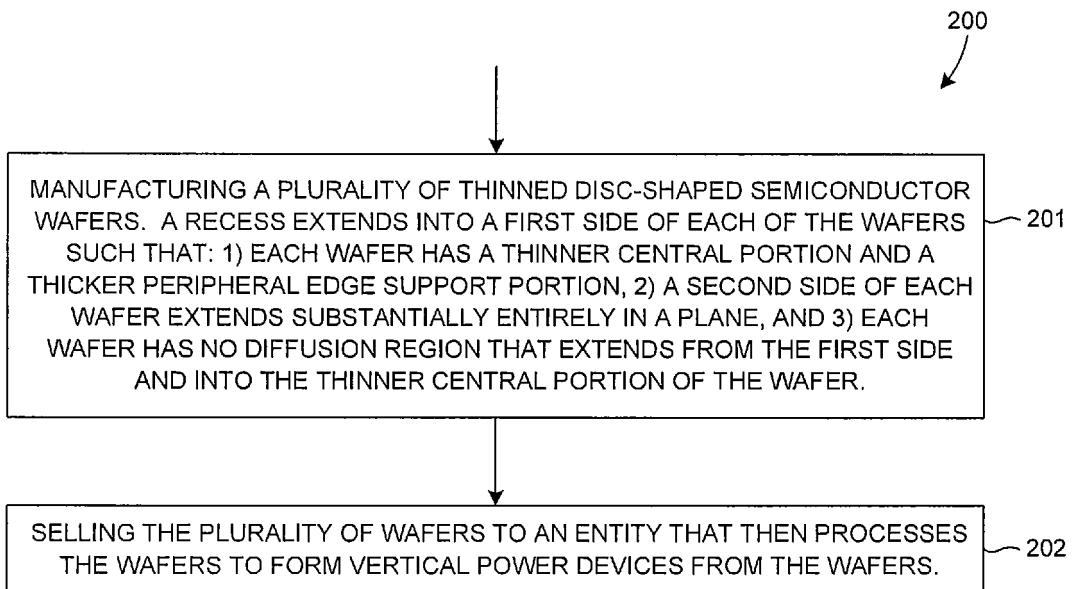 200
MANUFACTURING A PLURALITY OF THINNED DISC-SHAPED SEMICONDUCTOR
WAFERS. A RECESS EXTENDS INTO A FIRST SIDE OF EACH OF THE WAFERS
SUCH THAT: 1) EACH WAFER HAS A THINNER CENTRAL PORTION AND A
THICKER PERIPHERAL EDGE SUPPORT PORTION, 2) A SECOND SIDE OF EACH
WAFER EXTENDS SUBSTANTIALLY ENTIRELY IN A PLANE, AND 3) EACH
WAFER HAS NO DIFFUSION REGION THAT EXTENDS FROM THE FIRST SIDE
AND INTO THE THINNER CENTRAL PORTION OF THE WAFER.
201
SELLING THE PLURALITY OF WAFERS TO AN ENTITY THAT THEN PROCESSES
THE WAFERS TO FORM VERTICAL POWER DEVICES FROM THE WAFERS.
202